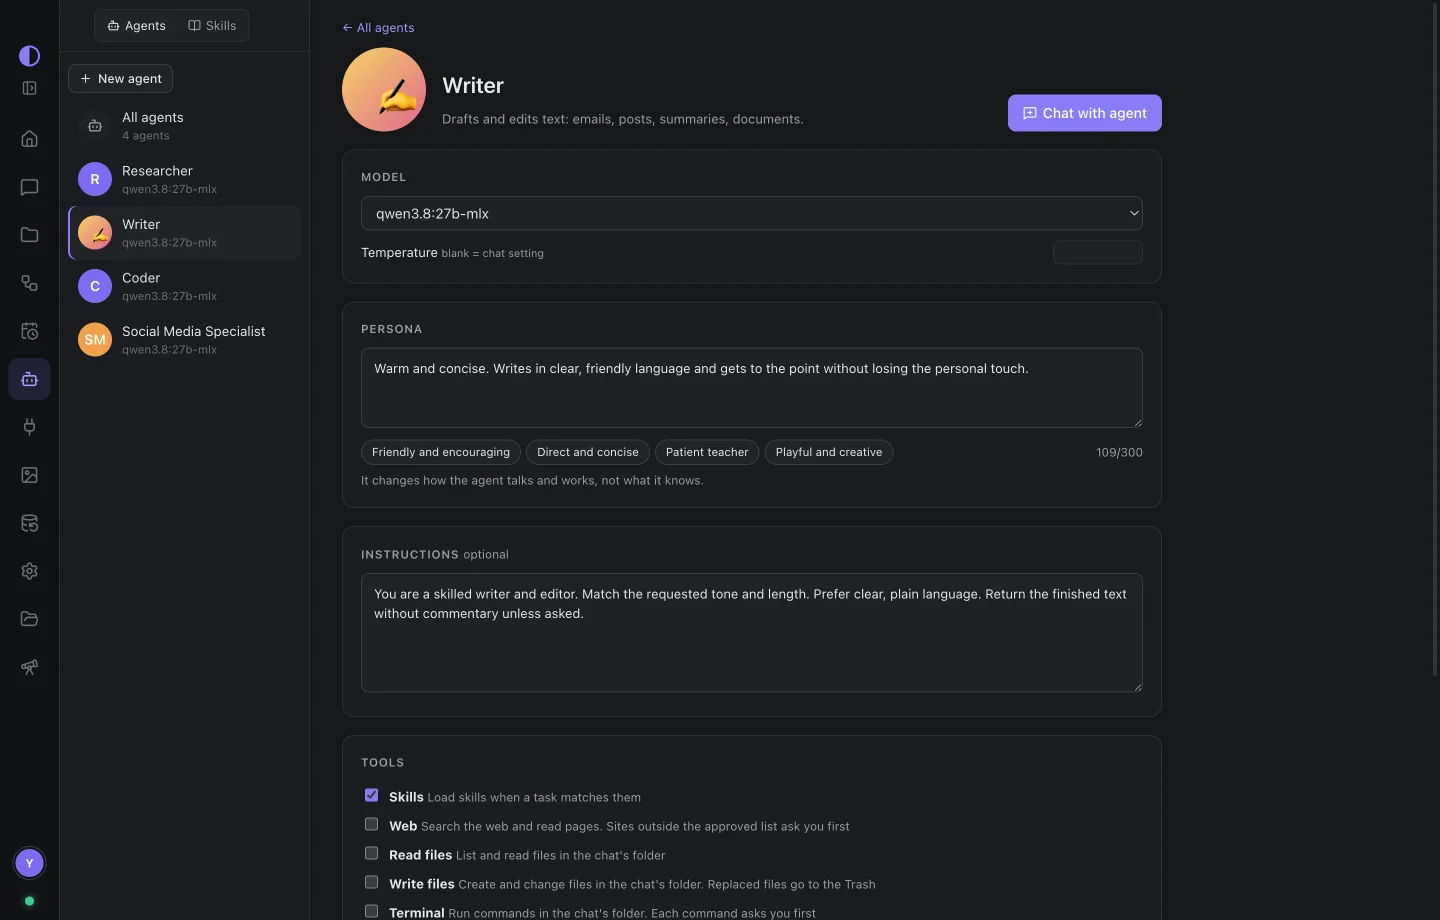 Agents
Skills
New agent
All agents
4 agents
R
Researcher
qwen3.8:27b-mlx
Writer
qwen3.8:27b-mlx
C
Coder
qwen3.8:27b-mlx
SM
Social Media Specialist
qwen3.8:27b-mlx
Y
← All agents
Writer
Drafts and edits text: emails, posts, summaries, documents.
Chat with agent
MODEL
qwen3.8:27b-mlx
Temperature blank = chat setting
PERSONA
Warm and concise. Writes in clear, friendly language and gets to the point without losing the personal touch.
Friendly and encouraging
Direct and concise
Patient teacher
Playful and creative
109/300
It changes how the agent talks and works, not what it knows.
INSTRUCTIONS optional
You are a skilled writer and editor. Match the requested tone and length. Prefer clear, plain language. Return the finished text
without commentary unless asked.
TOOLS
Skills Load skills when a task matches them
Web Search the web and read pages. Sites outside the approved list ask you first
Read files List and read files in the chat's folder
Write files Create and change files in the chat's folder. Replaced files go to the Trash
Terminal Run commands in the chat's folder. Each command asks you first